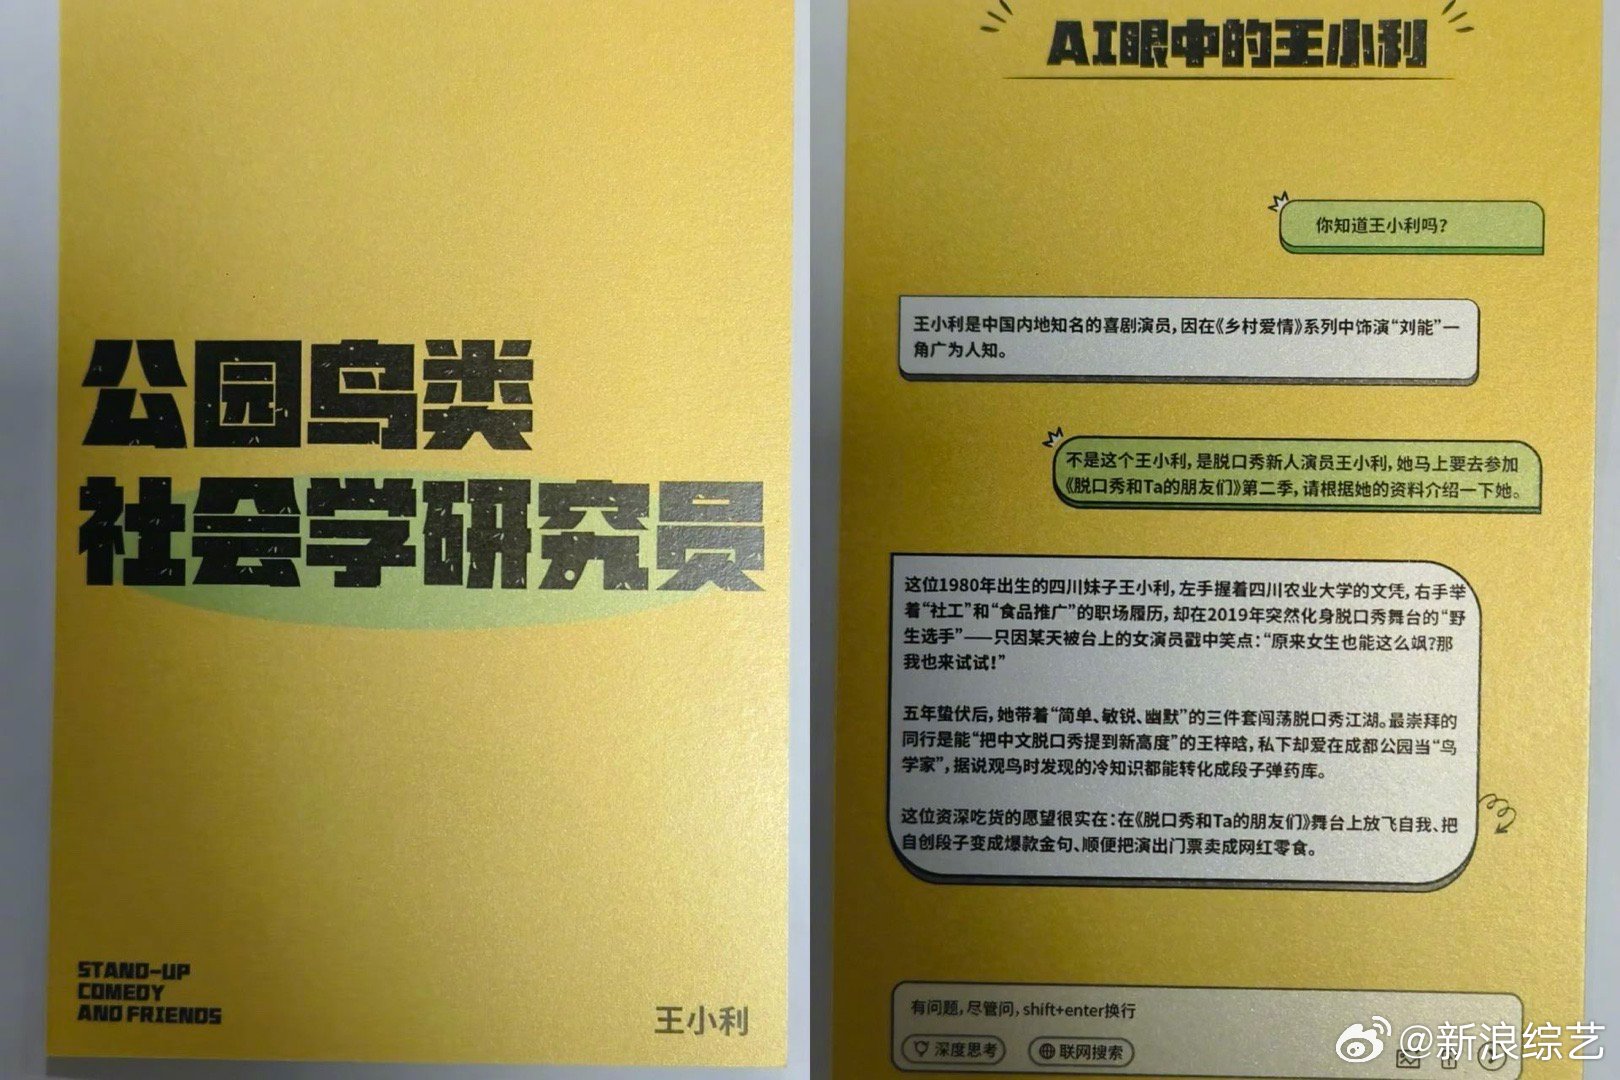 公园鸟类
社会学研究员
STAND-UP
COMEDY
AND FRIENDS
王小利
AI眼中的王小利
你知道王小利吗？
王小利是中国内地知名的喜剧演员，因在《乡村爱情》系列中饰演“刘能”一
角广为人知。
不是这个王小利，是脱口秀新人演员王小利，她马上要去参加
《脱口秀和Ta的朋友们》第二季，请根据她的资料介绍一下她。
这位1980年出生的四川妹子王小利，左手握着四川农业大学的文凭，右手举
着“社工”和“食品推广”的职场履历，却在2019年突然化身脱口秀舞台的“野
生选手”——只因某天被台上的女演员戳中笑点：“原来女生也能这么飒？那
我也来试试！”
五年蛰伏后，她带着“简单、敏锐、幽默”的三件套闯荡脱口秀江湖。最崇拜的
同行是能“把中文脱口秀提到新高度”的王梓晗，私下却爱在成都公园当“鸟
学家”，据说观鸟时发现的冷知识都能转化成段子弹药库。
这位资深吃货的愿望很实在：在《脱口秀和Ta的朋友们》舞台上放飞自我、把
自创段子变成爆款金句、顺便把演出门票卖成网红零食。
有问题，尽管问，shift+enter换行
深度思考
联网搜索
@新浪综艺